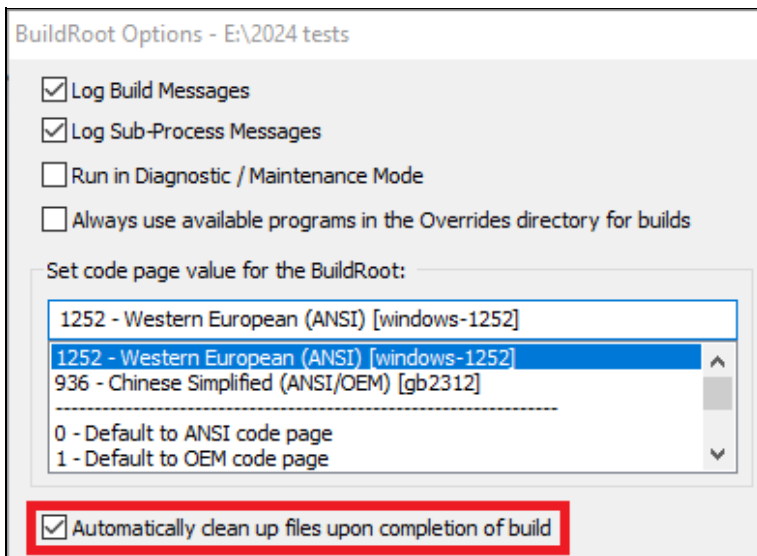 BuildRoot Options - E:\2024 tests
Log Build Messages
Log Sub-Process Messages
Run in Diagnostic / Maintenance Mode
Always use available programs in the Overrides directory for builds
Set code page value for the BuildRoot:
1252 - Western European (ANSI) [windows-1252]
1252 - Western European (ANSI) [windows-1252]
936 - Chinese Simplified (ANSI/OEM) [gb2312]
------------------------------------------------------------
0 - Default to ANSI code page
1 - Default to OEM code page
Automatically clean up files upon completion of build